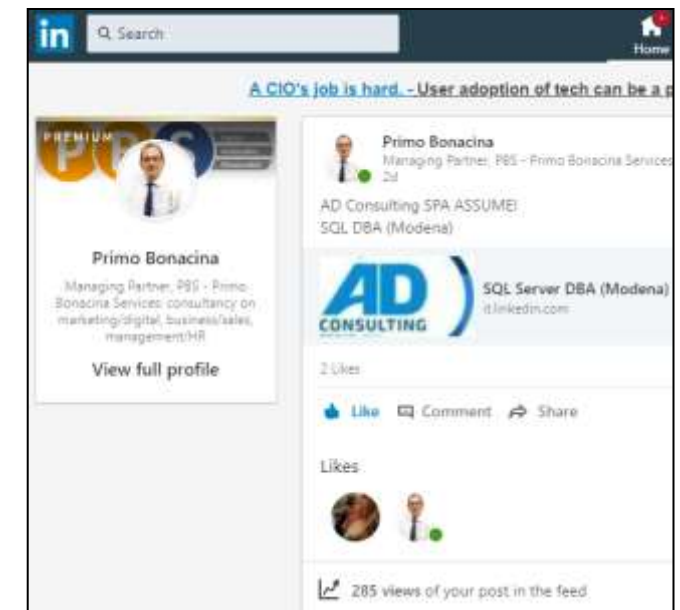 in
Search
Home
A CIO's job is hard. - User adoption of tech can be a p
PREMIUM
PBS
Primo Bonacina
Managing Partner, PBS - Primo
Bonacina Services: consultancy on
marketing/digital, business/sales,
management/HR
View full profile
Primo Bonacina
Managing Partner, PBS - Primo Bonacina Services
2d
AD Consulting SPA ASSUME!
SQL DBA (Modena)
AD
CONSULTING
SQL Server DBA (Modena)
it.linkedin.com
2 Likes
Like Comment Share
Likes
285 views of your post in the feed